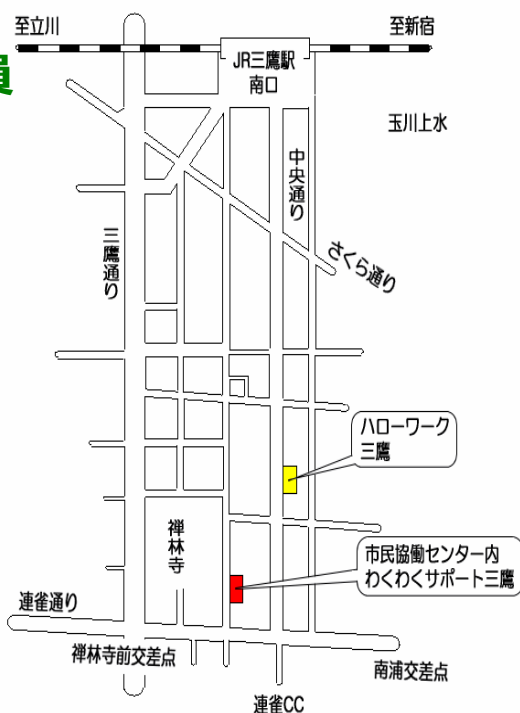 至立川
至新宿
員
JR三鷹駅
南口
玉川上水
中央通り
三鷹通り
さくら通り
ハローワーク
三鷹
禅林寺
市民協働センター内
わくわくサポート三鷹
連雀通り
禅林寺前交差点
南浦交差点
連雀CC